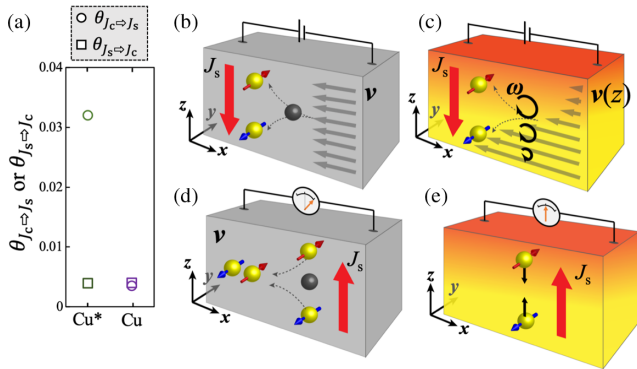 (a)
θJc⇨Js
θJs⇨Jc
θJc⇨Js or θJs⇨Jc
0.04
0.03
0.02
0.01
0
Cu* Cu
(b)
Js
v
z
y
x
(c)
Js
ω
v(z)
z
y
x
(d)
v
Js
z
y
x
(e)
Js
z
y
x